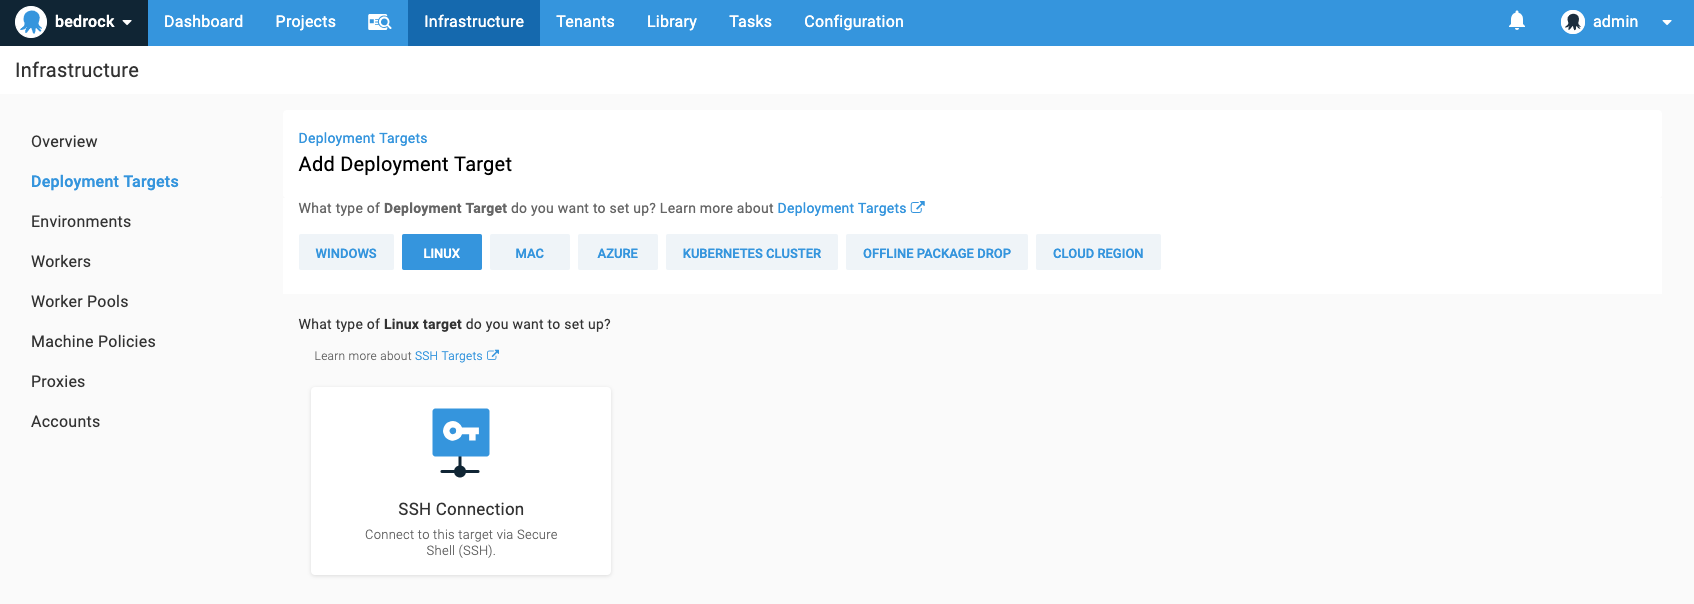 bedrock Dashboard Projects Infrastructure Tenants Library Tasks Configuration admin
Infrastructure
Overview
Deployment Targets
Environments
Workers
Worker Pools
Machine Policies
Proxies
Accounts
Deployment Targets
Add Deployment Target
What type of Deployment Target do you want to set up? Learn more about Deployment Targets
WINDOWS LINUX MAC AZURE KUBERNETES CLUSTER OFFLINE PACKAGE DROP CLOUD REGION
What type of Linux target do you want to set up?
Learn more about SSH Targets
SSH Connection
Connect to this target via Secure
Shell (SSH).